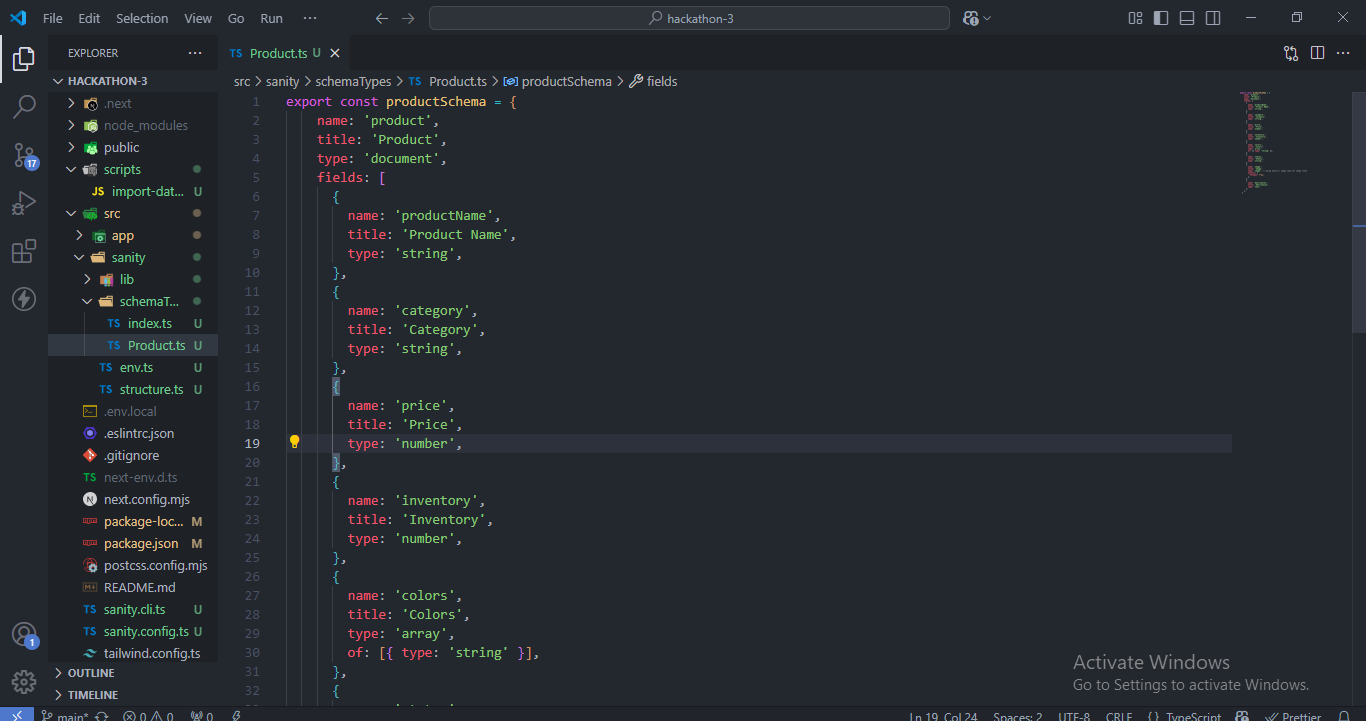 File Edit Selection View Go Run ··· hackathon-3
EXPLORER ···
HACKATHON-3
.next
node_modules
public
scripts
JS import-dat... U
src
app
sanity
lib
schemaT...
TS index.ts U
TS Product.ts U
TS env.ts U
TS structure.ts U
.env.local
.eslintrc.json
.gitignore
TS next-env.d.ts
N next.config.mjs
package-loc... M
package.json M
postcss.config.mjs
README.md
TS sanity.cli.ts U
TS sanity.config.ts U
tailwind.config.ts
OUTLINE
TIMELINE
17
1
TS Product.ts U
src > sanity > schemaTypes > TS Product.ts > productSchema > fields
1 export const productSchema = {
2 name: 'product',
3 title: 'Product',
4 type: 'document',
5 fields: [
6 {
7 name: 'productName',
8 title: 'Product Name',
9 type: 'string',
10 },
11 {
12 name: 'category',
13 title: 'Category',
14 type: 'string',
15 },
16 {
17 name: 'price',
18 title: 'Price',
19 type: 'number',
20 },
21 {
22 name: 'inventory',
23 title: 'Inventory',
24 type: 'number',
25 },
26 {
27 name: 'colors',
28 title: 'Colors',
29 type: 'array',
30 of: [{ type: 'string' }],
31 },
32 {
Activate Windows
Go to Settings to activate Windows.
main* 0 0 0 Ln 19, Col 24 Spaces: 2 UTF-8 CRLF {} TypeScript Prettier